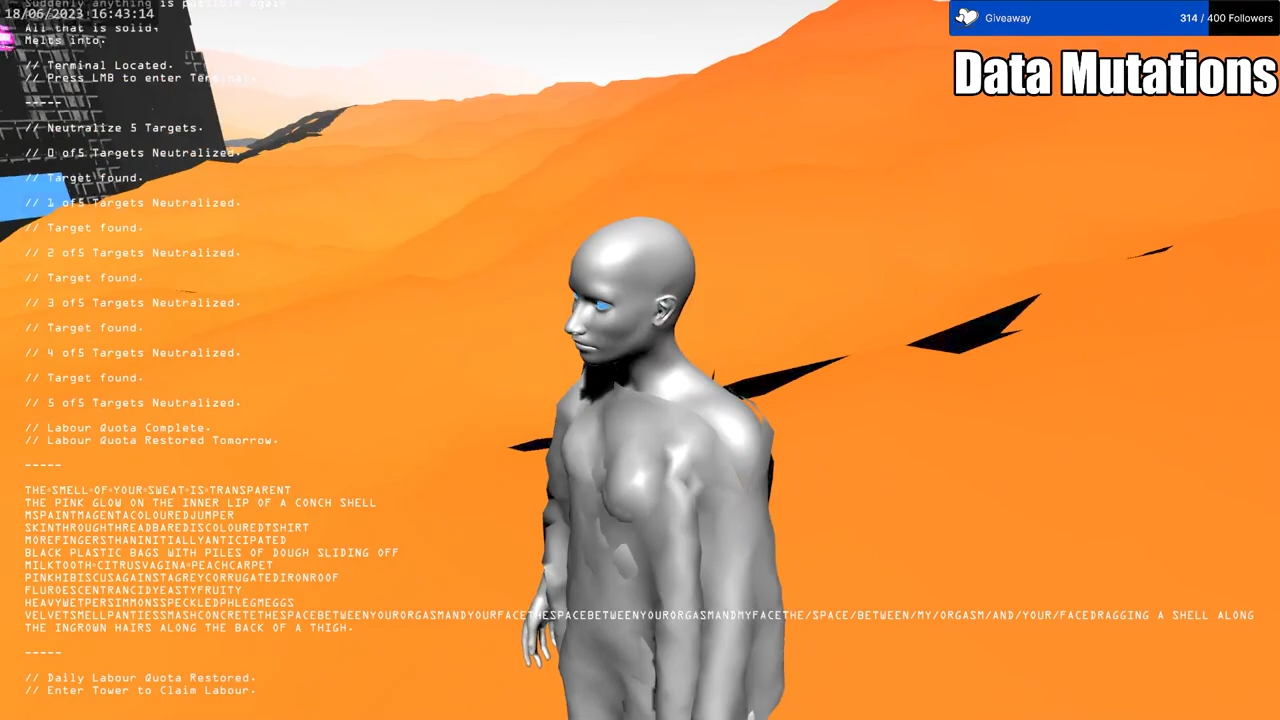 Suddenly anything is possible again
18/06/2023 16:43:14
All that is solid,
Melts into.
// Terminal Located.
// Press LMB to enter Terminal.
-----
// Neutralize 5 Targets.
// 0 of5 Targets Neutralized.
// Target found.
// 1 of5 Targets Neutralized.
// Target found.
// 2 of5 Targets Neutralized.
// Target found.
// 3 of5 Targets Neutralized.
// Target found.
// 4 of5 Targets Neutralized.
// Target found.
// 5 of5 Targets Neutralized.
// Labour Quota Complete.
// Labour Quota Restored Tomorrow.
-----
THE*SMELL*OF*YOUR*SWEAT*IS*TRANSPARENT
THE PINK GLOW ON THE INNER LIP OF A CONCH SHELL
MSPAINTMAGENTACOLOUREDJUMPER
SKINTHROUGHTHREADBAREDISCOLOUREDTSHIRT
MOREFINGERSTHANINITIALLYANTICIPATED
BLACK PLASTIC BAGS WITH PILES OF DOUGH SLIDING OFF
MILKTOOTH*CITRUSVAGINA*PEACHCARPET
PINKHIBISCUSAGAINSTAGREYCORRUGATEDIRONROOF
FLUROESCENTRANCIDYEASTYFRUITY
HEAVYWETPERSIMMONSSPECKLEDPHLEGMEGGS
VELVETSMELLPANTIESSMASHCONCRETETHESPACEBETWEENYOURORGASMANDYOURFACETHESPACEBETWEENYOURORGASMANDMYFACETHE/SPACE/BETWEEN/MY/ORGASM/AND/YOUR/FACEDRAGGING A SHELL ALONG
THE INGROWN HAIRS ALONG THE BACK OF A THIGH.
-----
// Daily Labour Quota Restored.
// Enter Tower to Claim Labour.
Giveaway 314 / 400 Followers
Data Mutations